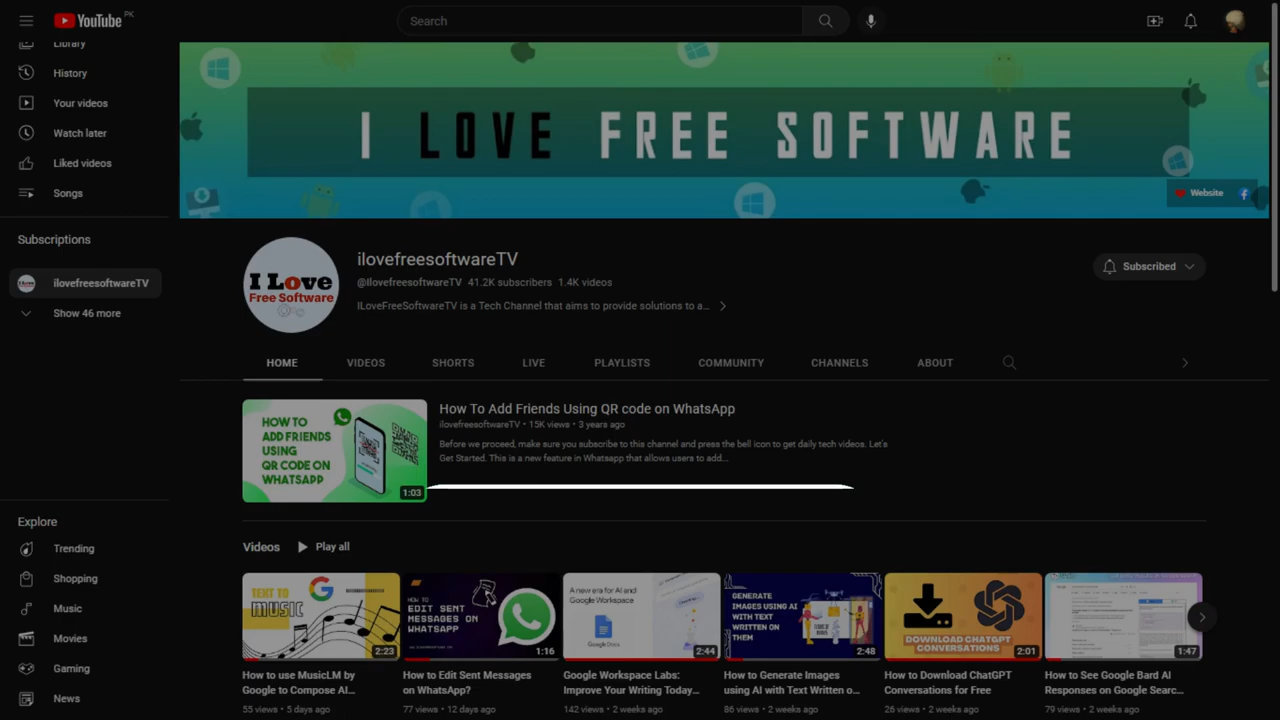 YouTube PK
Search
Library
History
Your videos
Watch later
Liked videos
Songs
Subscriptions
ilovefreesoftwareTV
Show 46 more
Explore
Trending
Shopping
Music
Movies
Gaming
News
I LOVE FREE SOFTWARE
Website
I Love
Free Software
ilovefreesoftwareTV
@IlovefreesoftwareTV 41.2K subscribers 1.4K videos
ILoveFreeSoftwareTV is a Tech Channel that aims to provide solutions to a...
Subscribed
HOME VIDEOS SHORTS LIVE PLAYLISTS COMMUNITY CHANNELS ABOUT
HOW TO
ADD FRIENDS
USING
QR CODE ON
WHATSAPP
1:03
How To Add Friends Using QR code on WhatsApp
ilovefreesoftwareTV • 15K views • 3 years ago
Before we proceed, make sure you subscribe to this channel and press the bell icon to get daily tech videos. Let's
Get Started. This is a new feature in Whatsapp that allows users to add...
Videos Play all
TEXT TO
MUSIC
2:23
How to use MusicLM by
Google to Compose AI...
55 views • 5 days ago
HOW TO
EDIT SENT
MESSAGES ON
WHATSAPP?
1:16
How to Edit Sent Messages
on WhatsApp?
77 views • 12 days ago
A new era for AI and
Google Workspace
Google Docs
2:44
Google Workspace Labs:
Improve Your Writing Today...
142 views • 2 weeks ago
GENERATE
IMAGES USING AI
WITH TEXT
WRITTEN ON
THEM
2:48
How to Generate Images
using AI with Text Written o...
86 views • 2 weeks ago
DOWNLOAD CHATGPT
CONVERSATIONS
2:01
How to Download ChatGPT
Conversations for Free
26 views • 2 weeks ago
1:47
How to See Google Bard AI
Responses on Google Searc...
79 views • 2 weeks ago